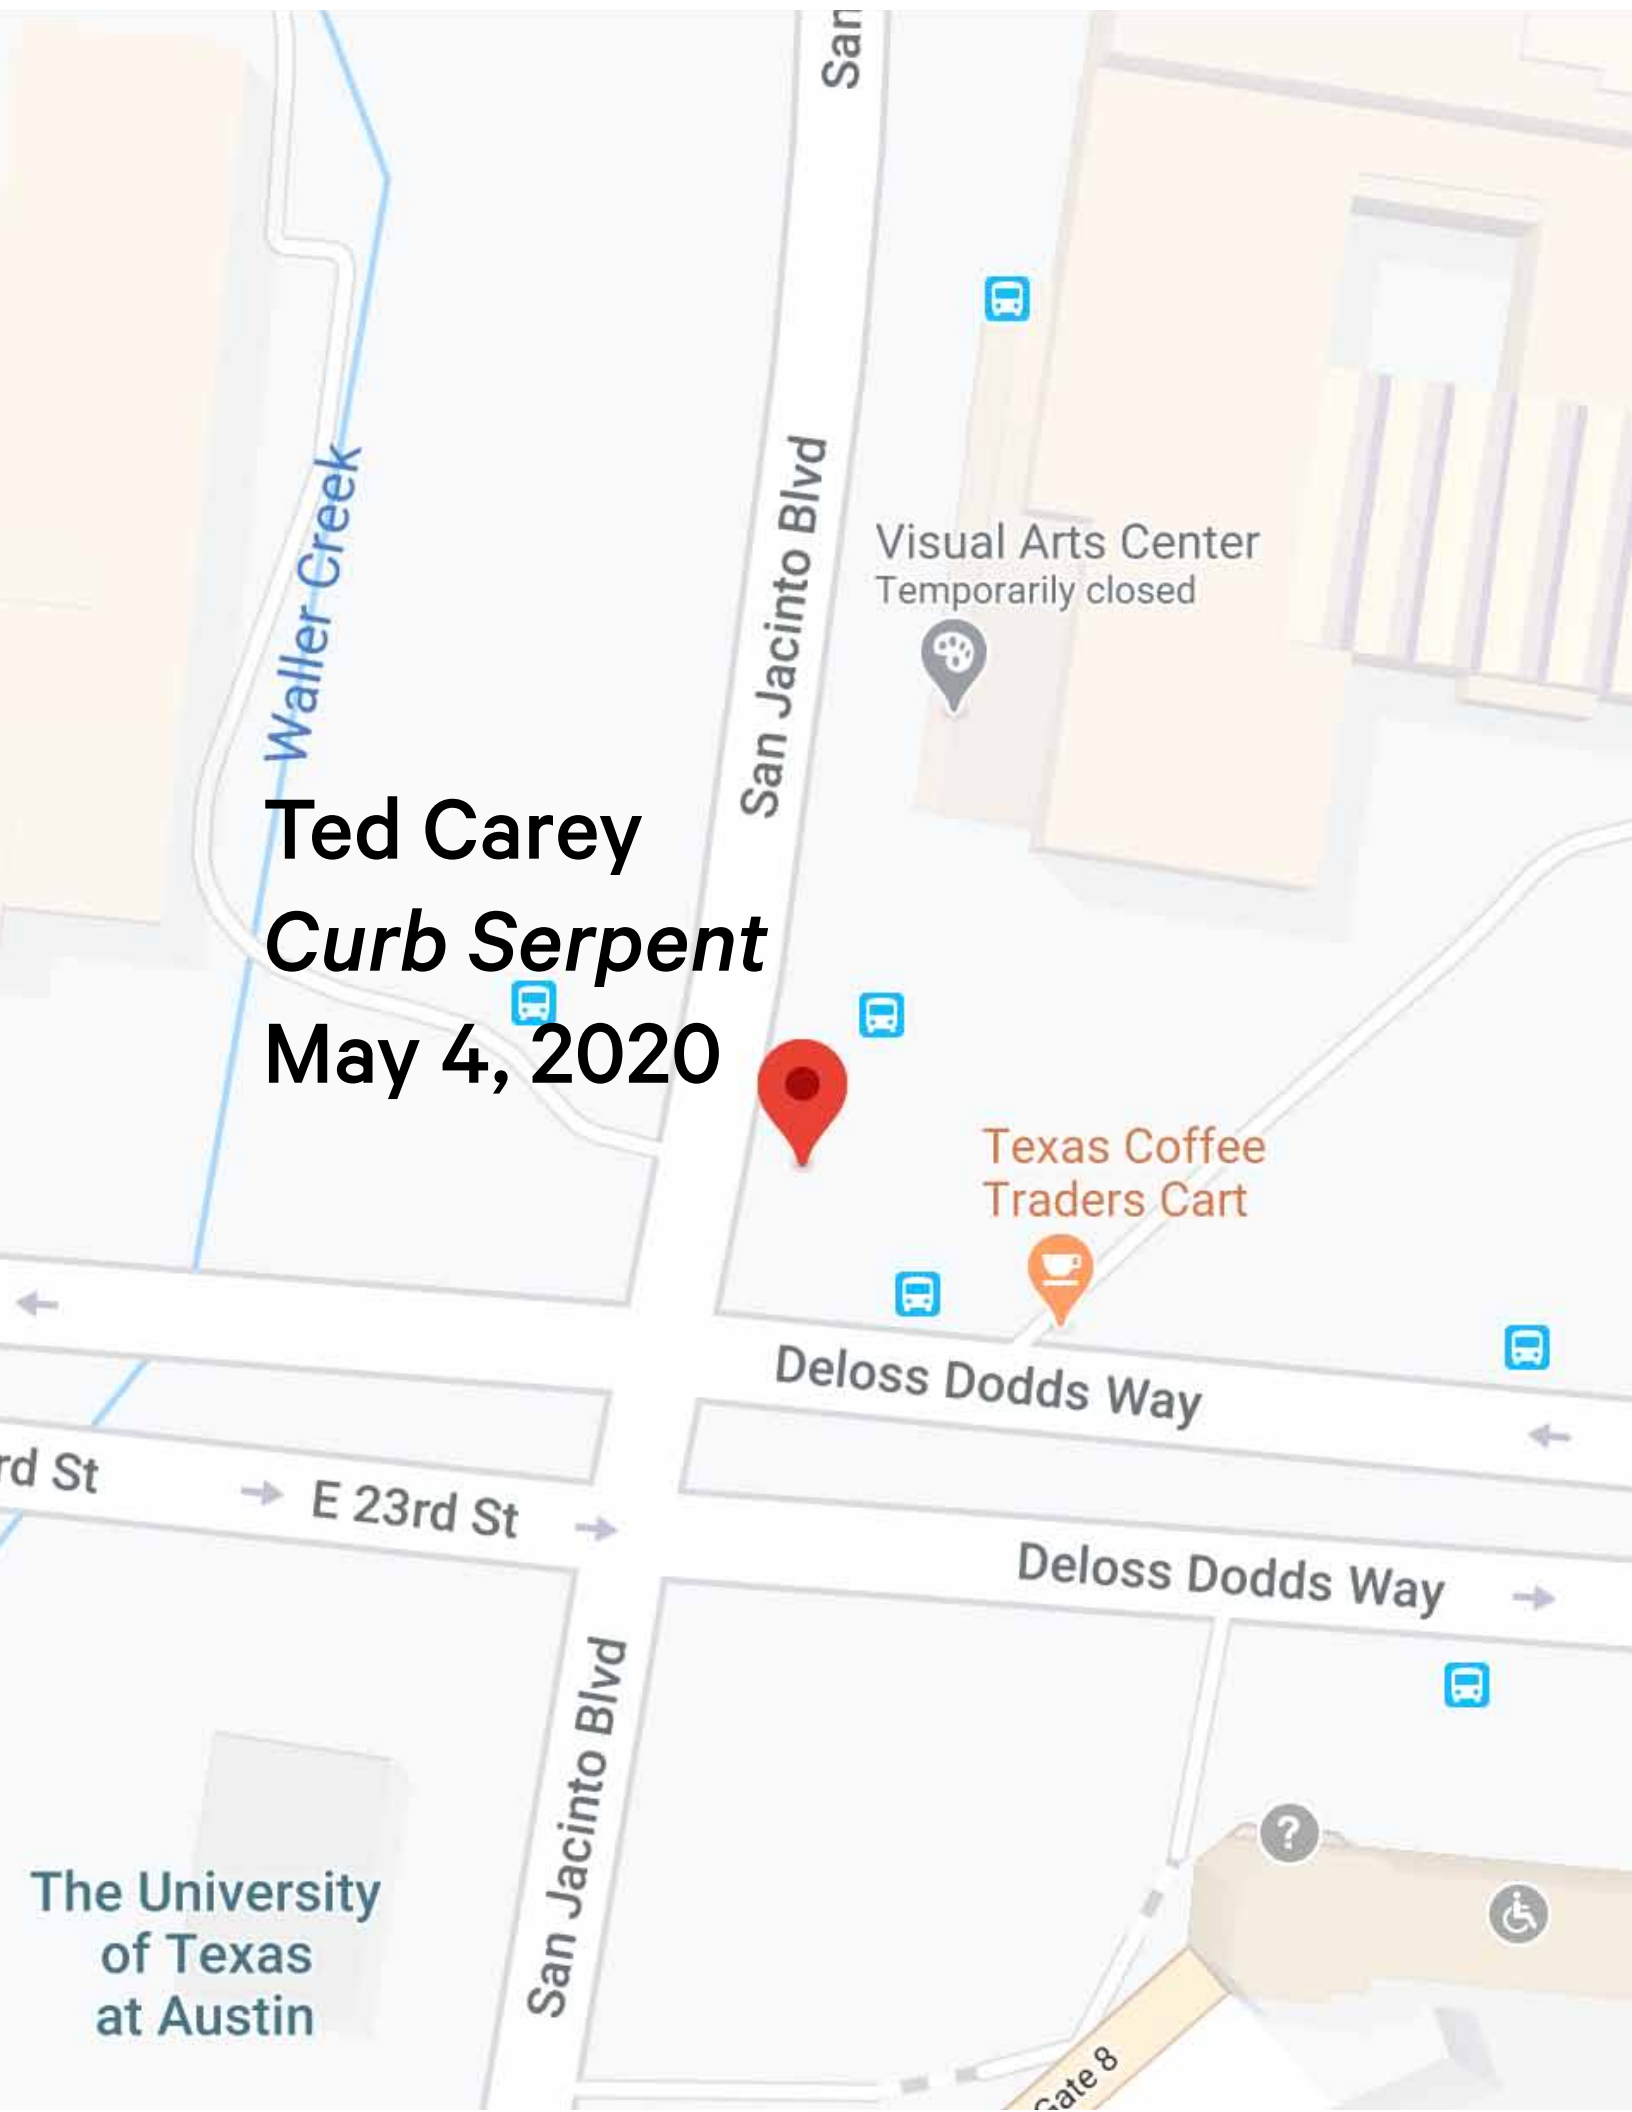 San
San Jacinto Blvd
Waller Creek
Visual Arts Center
Temporarily closed
Ted Carey
Curb Serpent
May 4, 2020
Texas Coffee
Traders Cart
Deloss Dodds Way
rd St
E 23rd St
Deloss Dodds Way
San Jacinto Blvd
?
The University
of Texas
at Austin
Gate 8